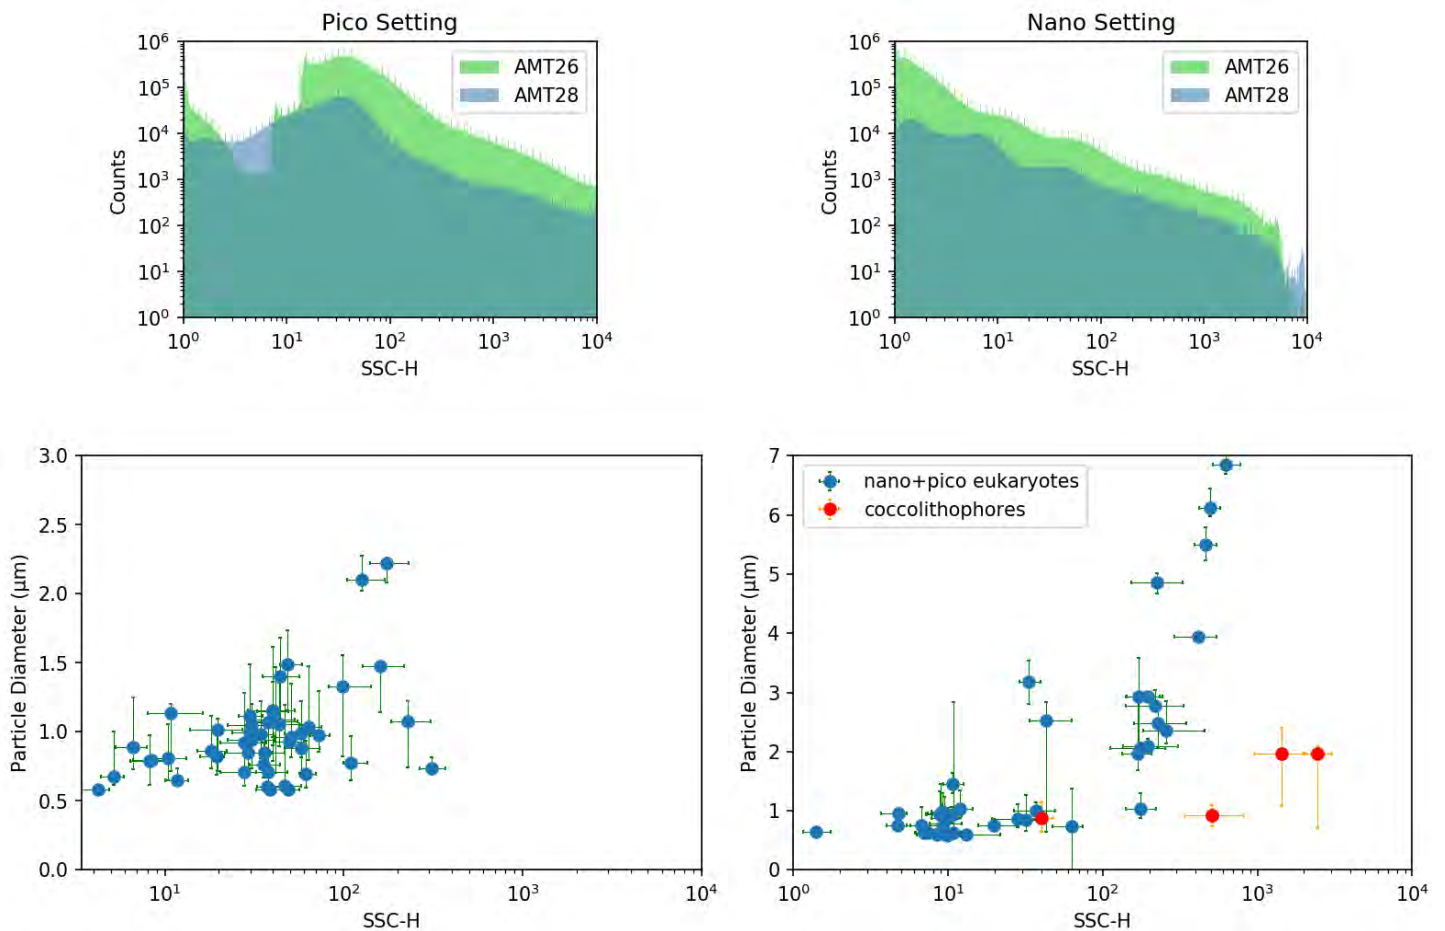 Pico Setting
10⁶
10⁵
10⁴
10³
10²
10¹
10⁰
Counts
AMT26
AMT28
10⁰ 10¹ 10² 10³ 10⁴
SSC-H
Nano Setting
10⁶
10⁵
10⁴
10³
10²
10¹
10⁰
Counts
AMT26
AMT28
10⁰ 10¹ 10² 10³ 10⁴
SSC-H
3.0
2.5
2.0
1.5
1.0
0.5
0.0
Particle Diameter (μm)
10¹ 10² 10³ 10⁴
SSC-H
7
6
5
4
3
2
1
0
Particle Diameter (μm)
nano+pico eukaryotes
coccolithophores
10⁰ 10¹ 10² 10³ 10⁴
SSC-H